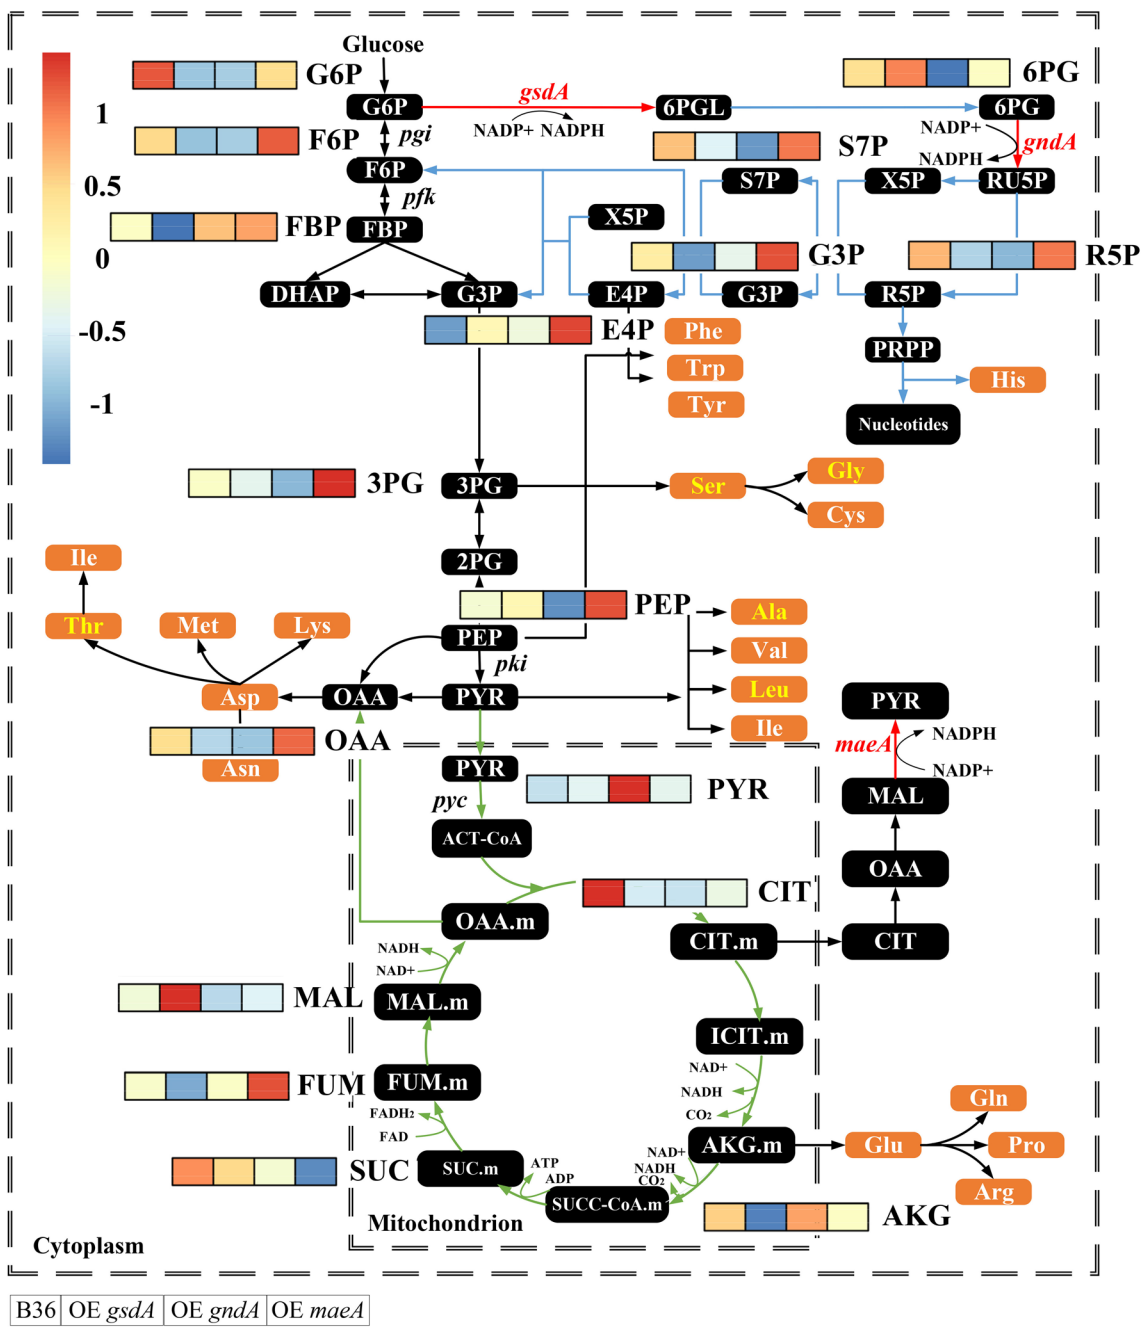 Glucose
G6P
G6P
gsdA
6PGL
6PG
6PG
1
NADP+ NADPH
NADP+
gndA
F6P
pgi
S7P
NADPH
F6P
S7P
X5P
RU5P
0.5
pfk
FBP
FBP
X5P
0
G3P
R5P
DHAP
G3P
E4P
G3P
R5P
-0.5
E4P
Phe
PRPP
Trp
His
-1
Tyr
Nucleotides
3PG
3PG
Ser
Gly
Cys
Ile
2PG
PEP
Ala
Thr
Met
Lys
PEP
Val
pki
Asp
OAA
PYR
Leu
PYR
OAA
Ile
maeA
NADPH
Asn
PYR
NADP+
PYR
MAL
pyc
ACT-CoA
OAA
CIT
OAA.m
CIT.m
CIT
NADH
NAD+
MAL
MAL.m
ICIT.m
NAD+
FUM
FUM.m
NADH
CO2
Gln
FADH2
FAD
AKG.m
Glu
Pro
SUC
SUC.m
ATP
NAD+
NADH
ADP
CO2
Arg
SUCC-CoA.m
AKG
Mitochondrion
Cytoplasm
B36 OE gsdA OE gndA OE maeA